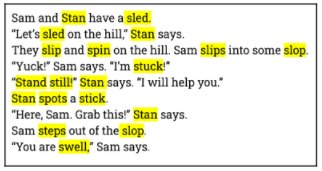 Sam and Stan have a sled.
“Let’s sled on the hill,” Stan says.
They slip and spin on the hill. Sam slips into some slop.
“Yuck!” Sam says. “I’m stuck!”
“Stand still!” Stan says. “I will help you.”
Stan spots a stick.
“Here, Sam. Grab this!” Stan says.
Sam steps out of the slop.
“You are swell,” Sam says.